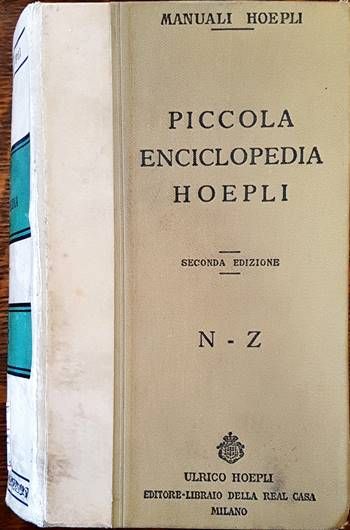 MANUALI HOEPLI
PICCOLA
ENCICLOPEDIA
HOEPLI
SECONDA EDIZIONE
N - Z
ULRICO HOEPLI
EDITORE-LIBRAIO DELLA REAL CASA
MILANO